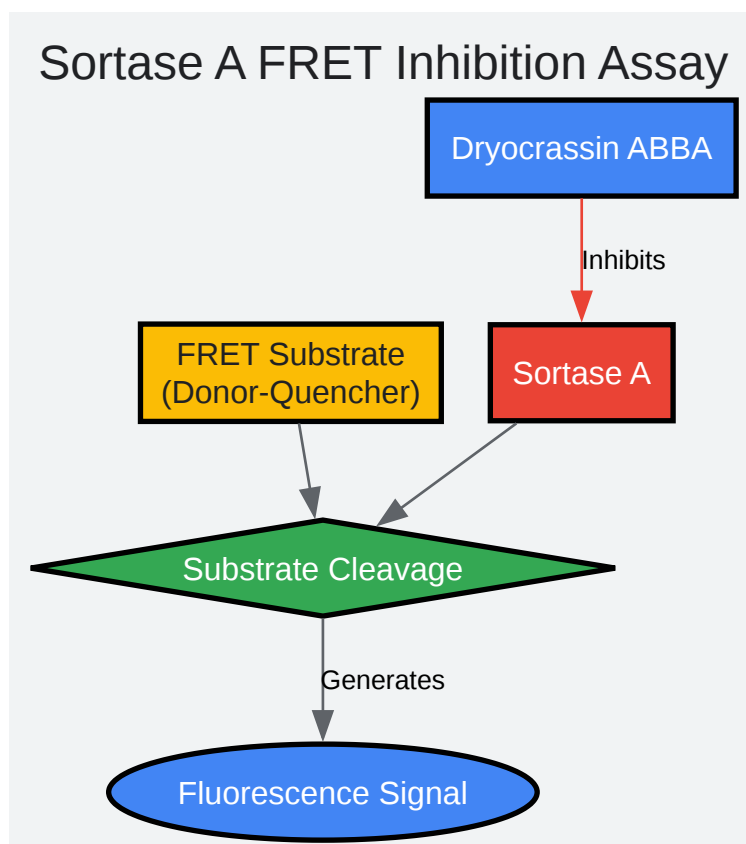 Sortase A FRET Inhibition Assay
Dryocrassin ABBA
Inhibits
FRET Substrate
(Donor-Quencher)
Sortase A
Substrate Cleavage
Generates
Fluorescence Signal